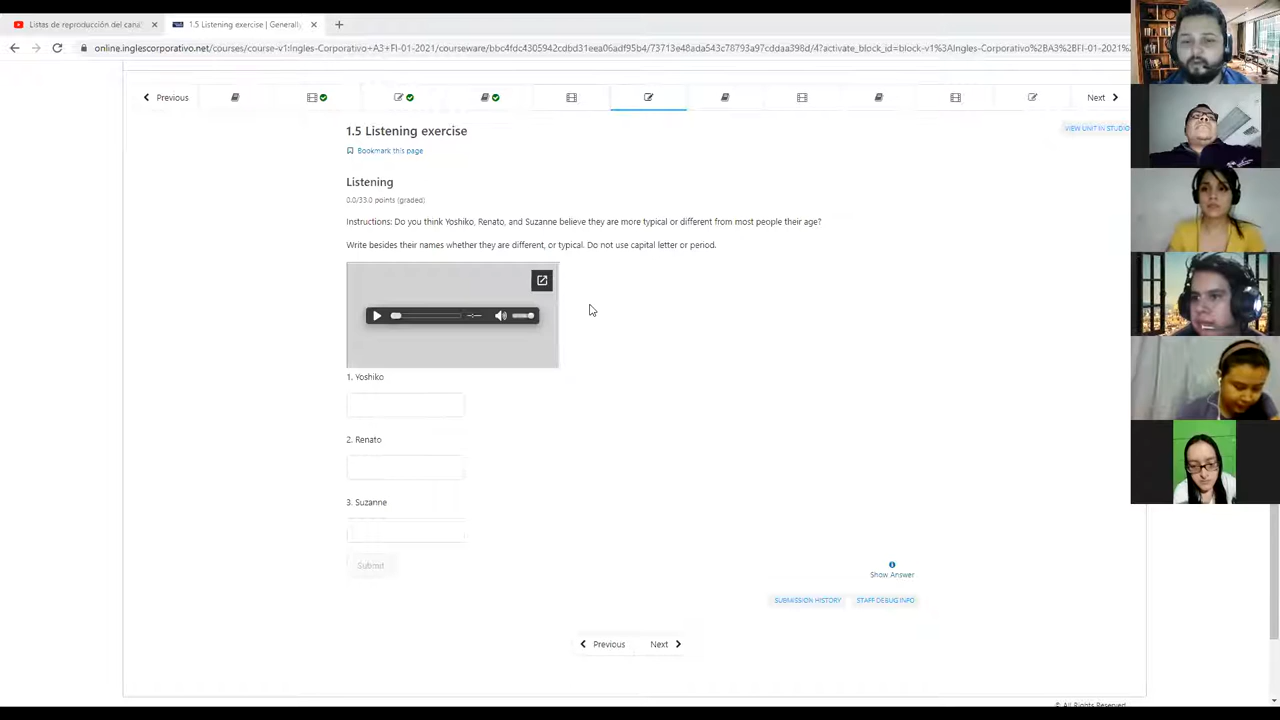 Listas de reproducción del canal
1.5 Listening exercise | Generall
online.inglescorporativo.net/courses/course-v1:Ingles-Corporativo+A3+FI-01-2021/courseware/bbc4fdc4305942cdbd31eea06adf95b4/73713e48ada543c78793a97cddaa398d/4?activate_block_id=block-v1%3AIngles-Corporativo%2BA3%2BFI-01-2021%
Previous
Next
VIEW UNIT IN STUDIO
1.5 Listening exercise
Bookmark this page
Listening
0.0/33.0 points (graded)
Instructions: Do you think Yoshiko, Renato, and Suzanne believe they are more typical or different from most people their age?
Write besides their names whether they are different, or typical. Do not use capital letter or period.
-:--
1. Yoshiko
2. Renato
3. Suzanne
Submit
Show Answer
SUBMISSION HISTORY
STAFF DEBUG INFO
Previous
Next
© All Rights Reserved